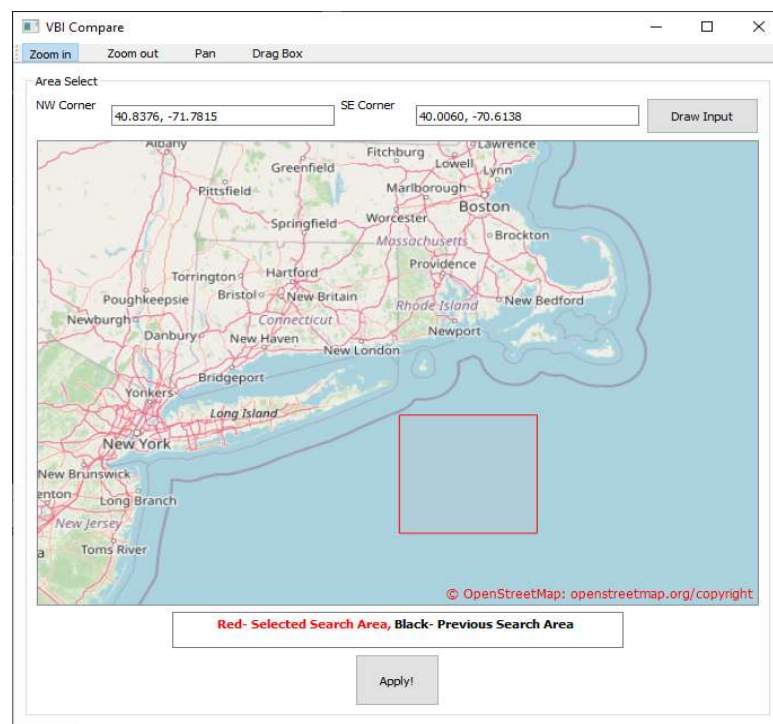 VBI Compare
Zoom in Zoom out Pan Drag Box
Area Select
NW Corner 40.8376, -71.7815 SE Corner 40.0060, -70.6138 Draw Input
Albany Fitchburg Lawrence
Greenfield Lowell Lynn
Pittsfield Marlborough
Worcester Boston
Springfield
Massachusetts Brockton
Torrington Hartford Providence
Poughkeepsie Bristol New Britain Rhode Island New Bedford
Newburgh Connecticut
Danbury New Haven Newport
New London
Bridgeport
Yonkers
Long Island
New York
New Brunswick
enton Long Branch
New Jersey
a Toms River
© OpenStreetMap: openstreetmap.org/copyright
Red- Selected Search Area, Black- Previous Search Area
Apply!